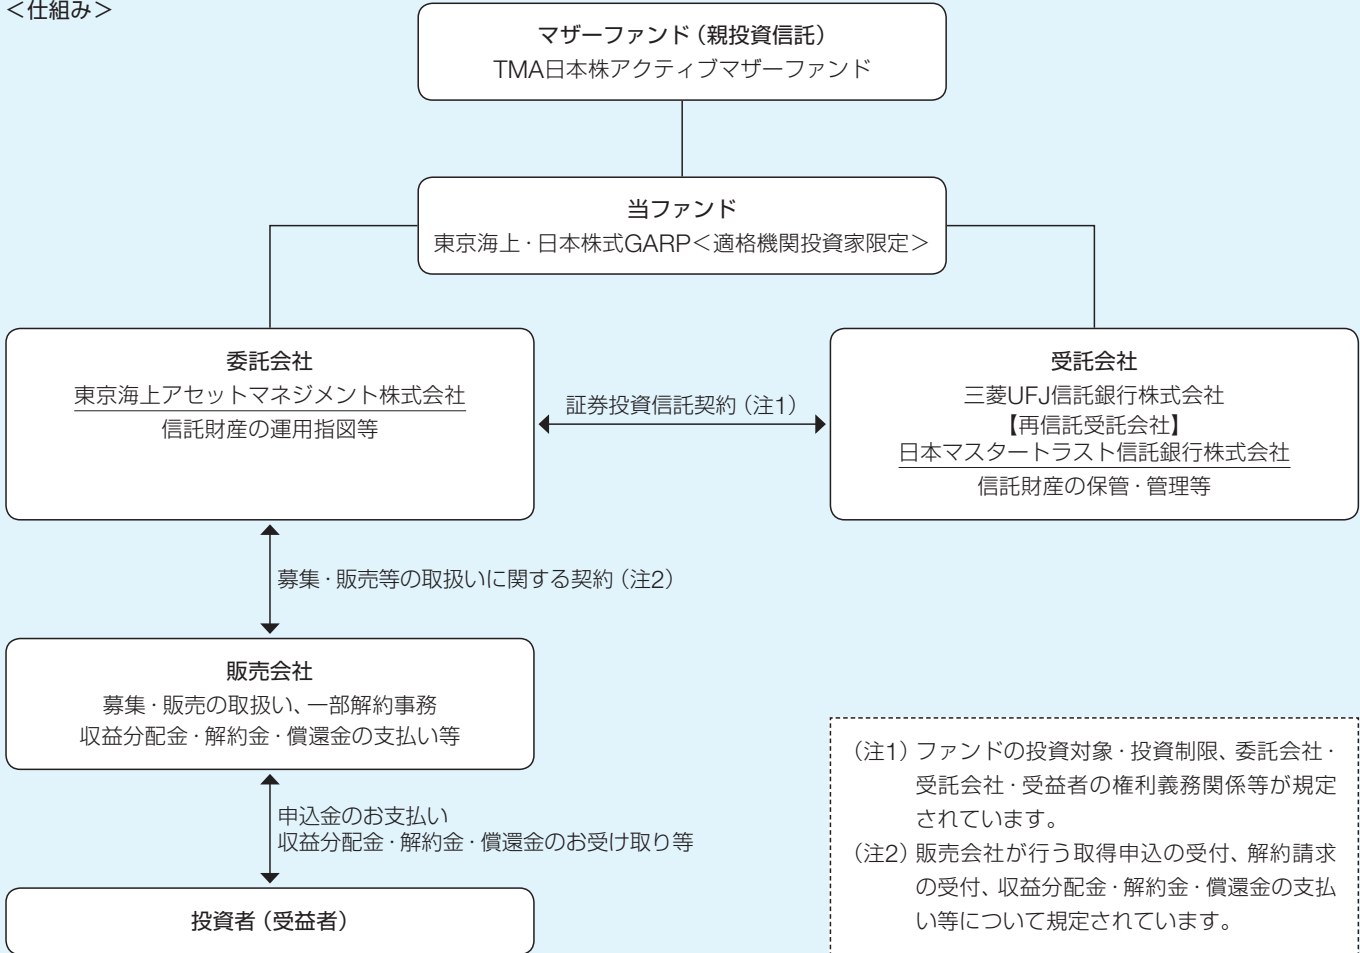 ＜仕組み＞
マザーファンド（親投資信託）
TMA日本株アクティブマザーファンド
当ファンド
東京海上・日本株式GARP＜適格機関投資家限定＞
委託会社
東京海上アセットマネジメント株式会社
信託財産の運用指図等
証券投資信託契約（注1）
受託会社
三菱UFJ信託銀行株式会社
【再信託受託会社】
日本マスタートラスト信託銀行株式会社
信託財産の保管・管理等
募集・販売等の取扱いに関する契約（注2）
販売会社
募集・販売の取扱い、一部解約事務
収益分配金・解約金・償還金の支払い等
申込金のお支払い
収益分配金・解約金・償還金のお受け取り等
投資者（受益者）
（注1）ファンドの投資対象・投資制限、委託会社・
受託会社・受益者の権利義務関係等が規定
されています。
（注2）販売会社が行う取得申込の受付、解約請求
の受付、収益分配金・解約金・償還金の支払
い等について規定されています。